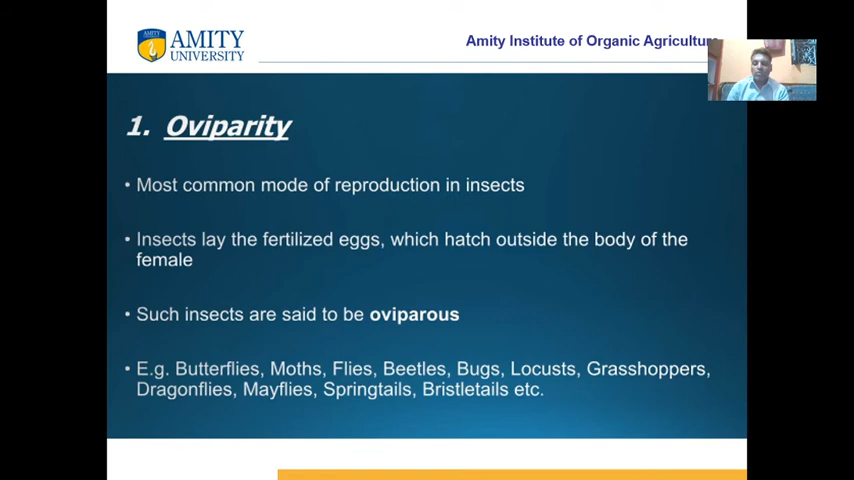 AMITY
AMITY
UNIVERSITY
Amity Institute of Organic Agriculture
1. Oviparity
• Most common mode of reproduction in insects
• Insects lay the fertilized eggs, which hatch outside the body of the
female
• Such insects are said to be oviparous
• E.g. Butterflies, Moths, Flies, Beetles, Bugs, Locusts, Grasshoppers,
Dragonflies, Mayflies, Springtails, Bristletails etc.